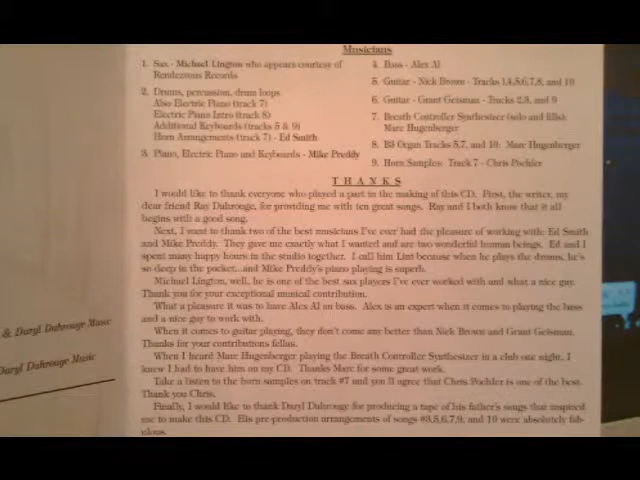 Musicians
1. Sax - Michael Lington who appears courtesy of
Rendezvous Records
2. Drums, percussion, drum loops
Also Electric Piano (track 7)
Electric Piano Intro (track 8)
Additional Keyboards (tracks 5 & 9)
Horn Arrangements (track 7) - Ed Smith
3. Piano, Electric Piano and Keyboards - Mike Preddy
4. Bass - Alex Al
5. Guitar - Nick Brown - Tracks 1,4,5,6,7,8, and 10
6. Guitar - Grant Geisman - Tracks 2,3, and 9
7. Breath Controller Synthesizer (solo and fills):
Marc Hugenberger
8. B3 Organ Tracks 5,7, and 10: Marc Hugenberger
9. Horn Samples: Track 7 - Chris Pochler
THANKS
I would like to thank everyone who played a part in the making of this CD. First, the writer, my
dear friend Ray Dahrouge, for providing me with ten great songs. Ray and I both know that it all
begins with a good song.
Next, I want to thank two of the best musicians I've ever had the pleasure of working with: Ed Smith
and Mike Preddy. They gave me exactly what I wanted and are two wonderful human beings. Ed and I
spent many happy hours in the studio together. I call him Lint because when he plays the drums, he's
so deep in the pocket...and Mike Preddy's piano playing is superb.
Michael Lington, well, he is one of the best sax players I've ever worked with and what a nice guy.
Thank you for your exceptional musical contribution.
What a pleasure it was to have Alex Al on bass. Alex is an expert when it comes to playing the bass
and a nice guy to work with.
When it comes to guitar playing, they don't come any better than Nick Brown and Grant Geisman.
Thanks for your contributions fellas.
When I heard Marc Hugenberger playing the Breath Controller Synthesizer in a club one night, I
knew I had to have him on my CD. Thanks Marc for some great work.
Take a listen to the horn samples on track #7 and you'll agree that Chris Pochler is one of the best.
Thank you Chris.
Finally, I would like to thank Daryl Dahrouge for producing a tape of his father's songs that inspired
me to make this CD. His pre-production arrangements of songs #3,5,6,7,9, and 10 were absolutely fab-
ulous.
& Daryl Dahrouge Music
Daryl Dahrouge Music